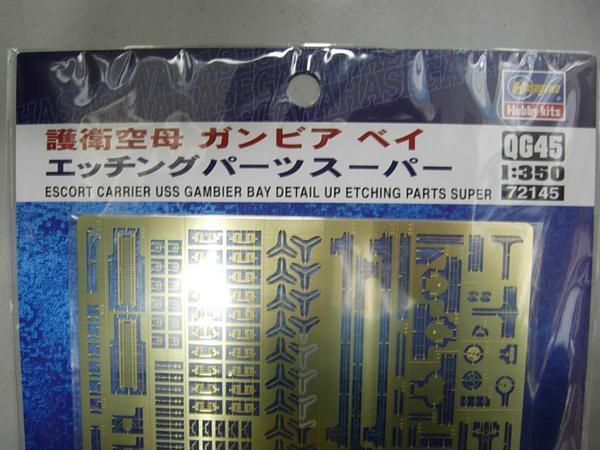 HASEGAWA
Hasegawa
Hobby kits
護衛空母 ガンビア ベイ
エッチングパーツスーパー
QG45
1:350
72145
ESCORT CARRIER USS GAMBIER BAY DETAIL UP ETCHING PARTS SUPER